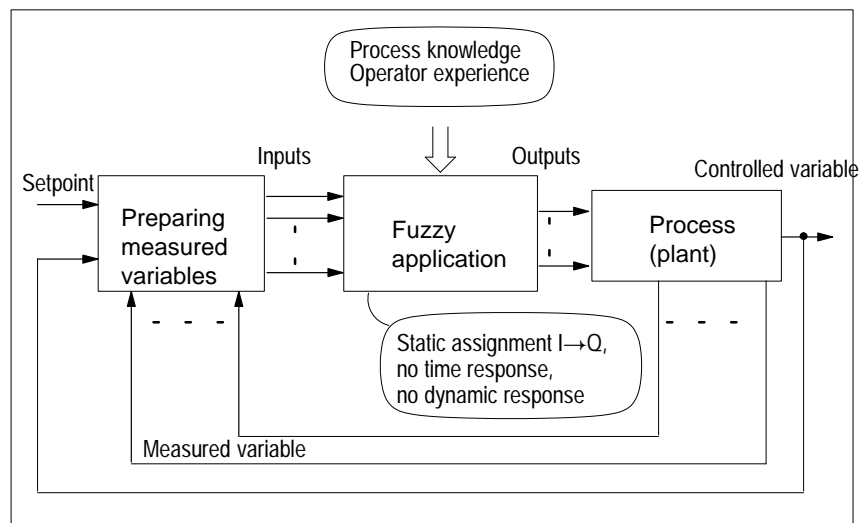 Process knowledge
Operator experience
Inputs
Outputs
Controlled variable
Setpoint
Preparing
measured
variables
Fuzzy
application
Process
(plant)
Static assignment I→Q,
no time response,
no dynamic response
Measured variable